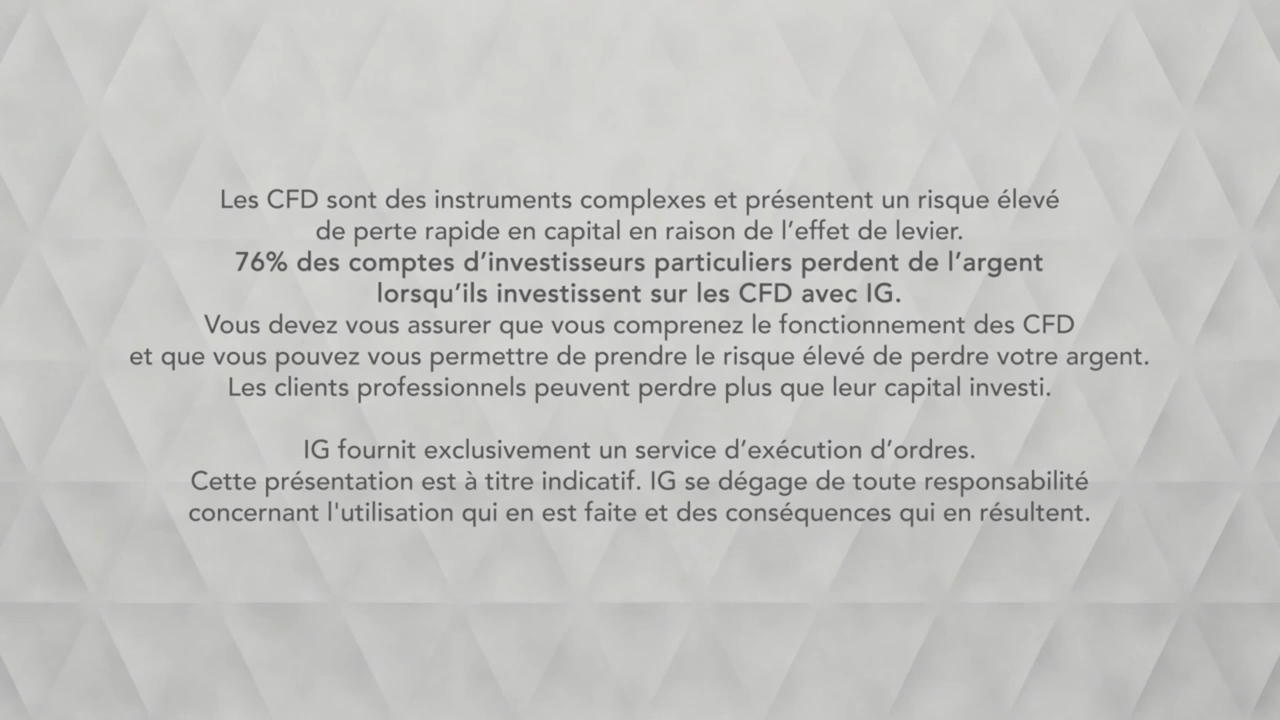 Les CFD sont des instruments complexes et présentent un risque élevé
de perte rapide en capital en raison de l’effet de levier.
76% des comptes d’investisseurs particuliers perdent de l’argent
lorsqu’ils investissent sur les CFD avec IG.
Vous devez vous assurer que vous comprenez le fonctionnement des CFD
et que vous pouvez vous permettre de prendre le risque élevé de perdre votre argent.
Les clients professionnels peuvent perdre plus que leur capital investi.
IG fournit exclusivement un service d’exécution d’ordres.
Cette présentation est à titre indicatif. IG se dégage de toute responsabilité
concernant l'utilisation qui en est faite et des conséquences qui en résultent.